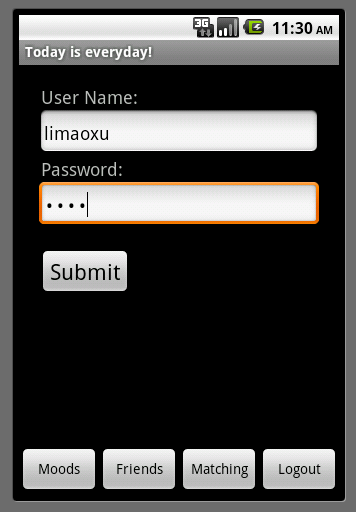 3G 11:30 AM
Today is everyday!
User Name:
limaoxu
Password:
••••
Submit
Moods Friends Matching Logout